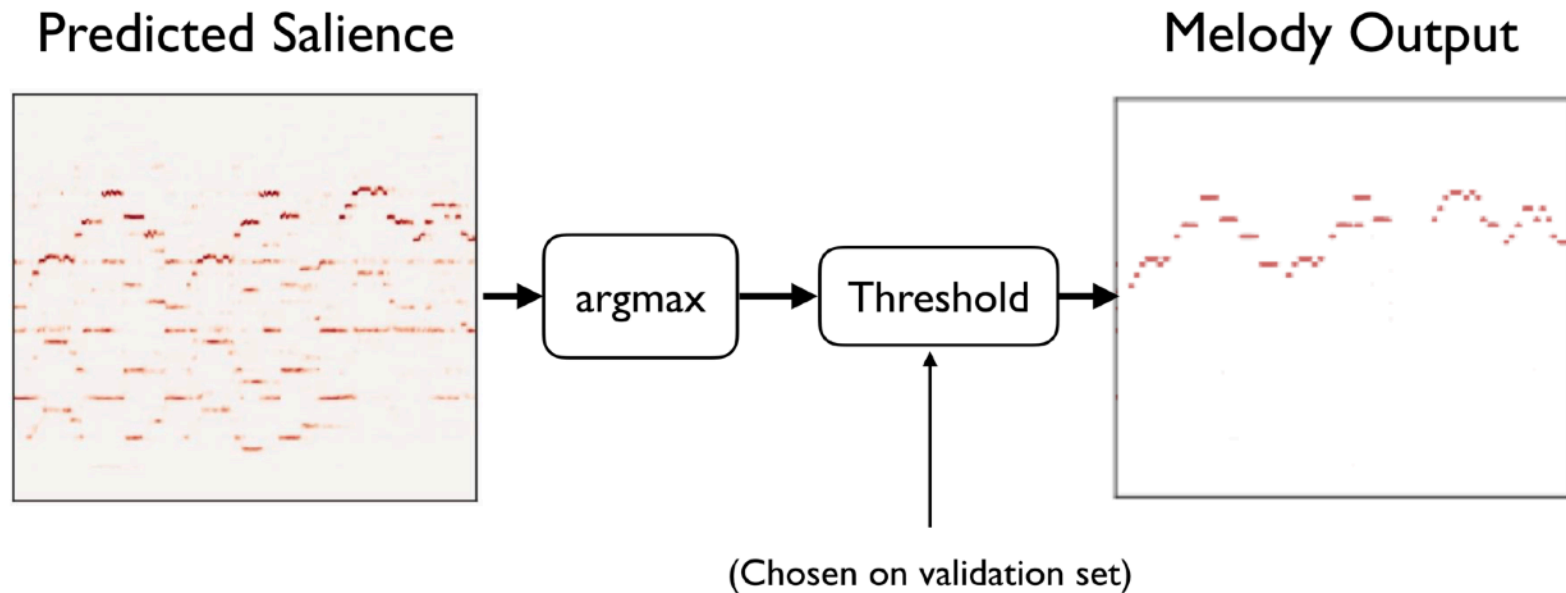 Predicted Salience
Melody Output
argmax
Threshold
(Chosen on validation set)